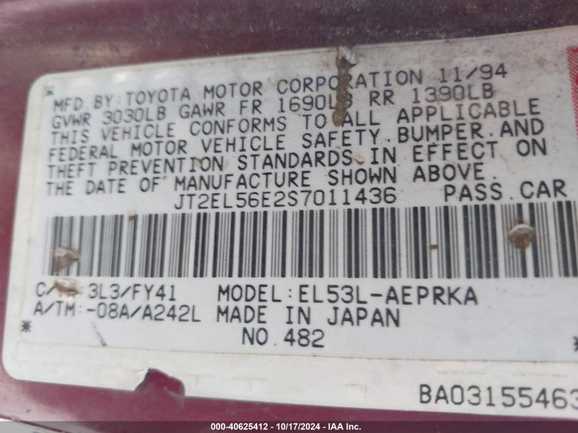 MFD. BY: TOYOTA MOTOR CORPORATION 11/94
GVWR 3030LB GAWR FR 1690LB RR 1390LB
THIS VEHICLE CONFORMS TO ALL APPLICABLE
FEDERAL MOTOR VEHICLE SAFETY, BUMPER, AND
THEFT PREVENTION STANDARDS IN EFFECT ON
THE DATE OF MANUFACTURE SHOWN ABOVE.
JT2EL56E2S7011436 PASS. CAR
3L3/FY41 MODEL: EL53L-AEPRKA
A/TM: -08A/A242L MADE IN JAPAN
NO. 482
BA03155463
000-40625412 - 10/17/2024 - IAA Inc.